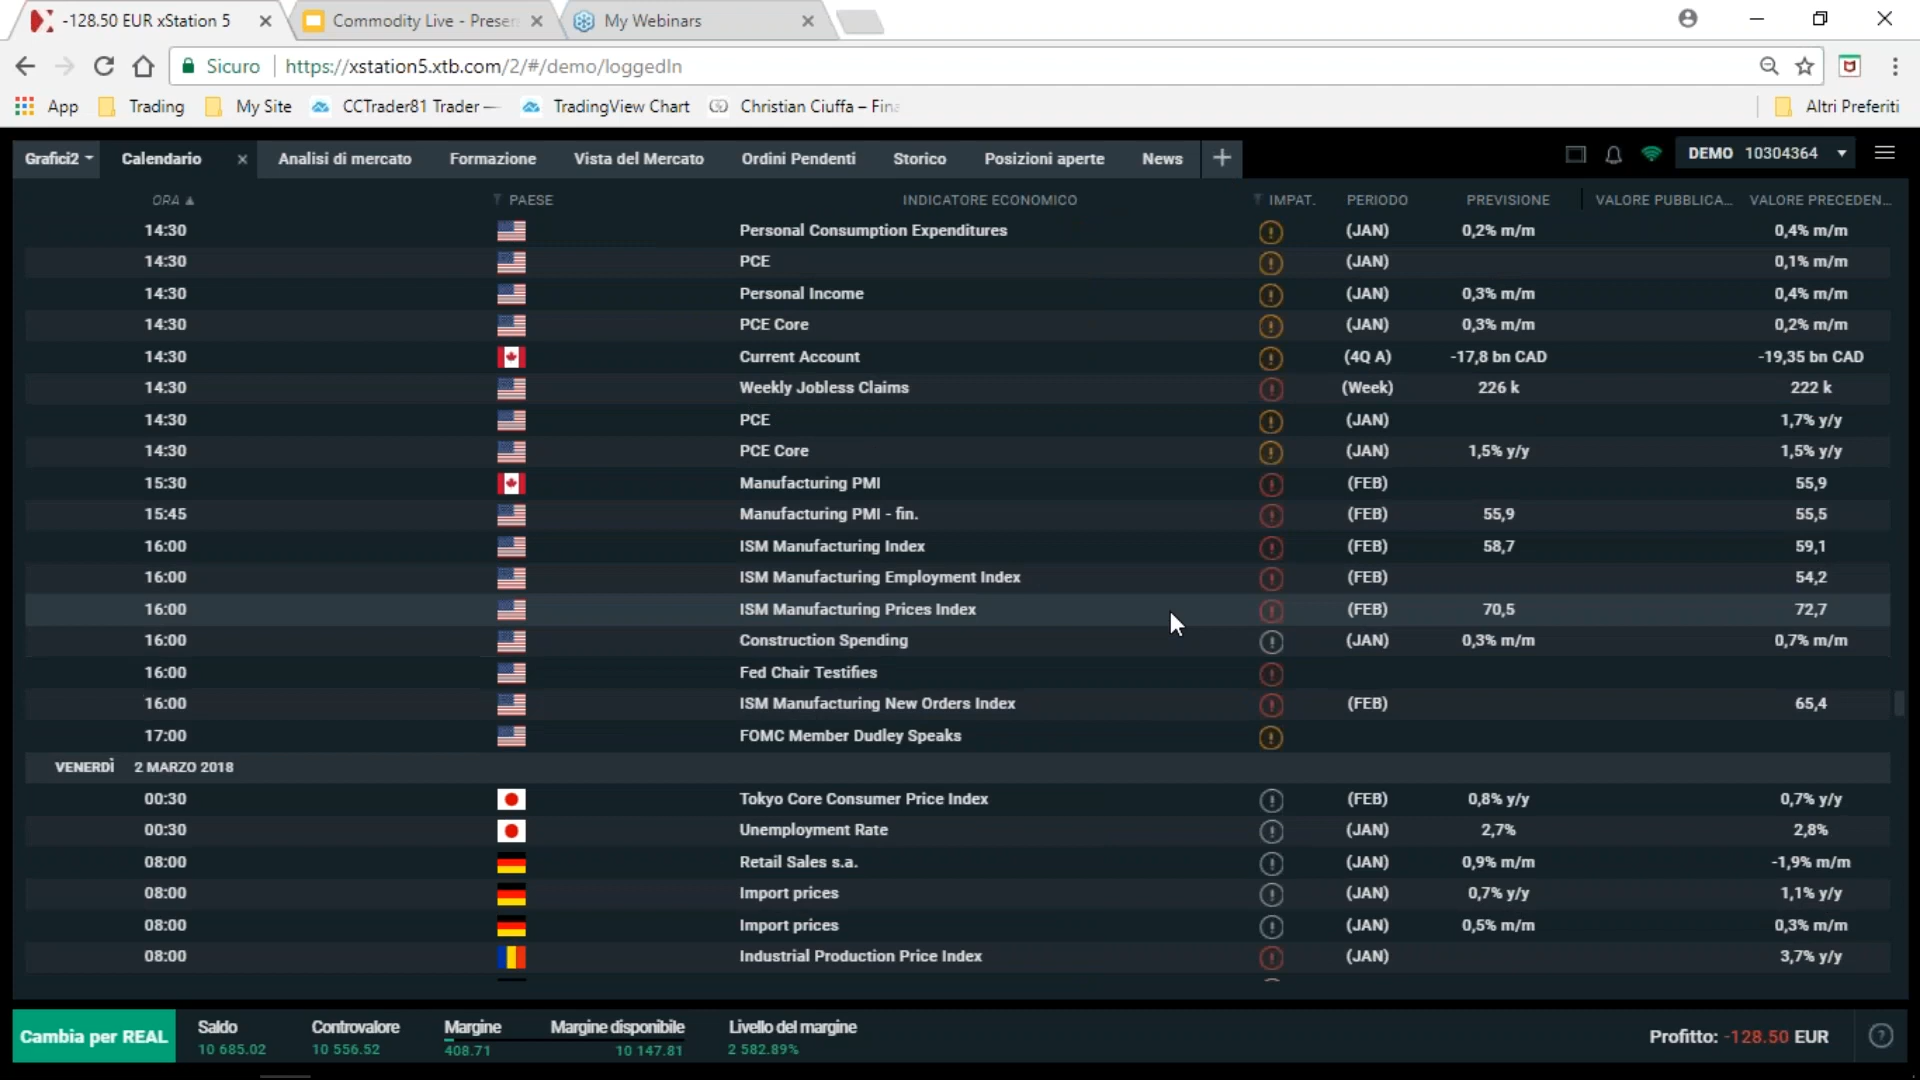 -128.50 EUR xStation 5 Commodity Live - Preser My Webinars
Sicuro https://xstation5.xtb.com/2/#/demo/loggedIn
App Trading My Site CCTrader81 Trader — TradingView Chart Christian Ciuffa – Fina Altri Preferiti
Grafici2 Calendario Analisi di mercato Formazione Vista del Mercato Ordini Pendenti Storico Posizioni aperte News + DEMO 10304364
ORA ▲ PAESE INDICATORE ECONOMICO IMPAT. PERIODO PREVISIONE VALORE PUBBLICA... VALORE PRECEDEN...
14:30 Personal Consumption Expenditures (JAN) 0,2% m/m 0,4% m/m
14:30 PCE (JAN) 0,1% m/m
14:30 Personal Income (JAN) 0,3% m/m 0,4% m/m
14:30 PCE Core (JAN) 0,3% m/m 0,2% m/m
14:30 Current Account (4Q A) -17,8 bn CAD -19,35 bn CAD
14:30 Weekly Jobless Claims (Week) 226 k 222 k
14:30 PCE (JAN) 1,7% y/y
14:30 PCE Core (JAN) 1,5% y/y 1,5% y/y
15:30 Manufacturing PMI (FEB) 55,9
15:45 Manufacturing PMI - fin. (FEB) 55,9 55,5
16:00 ISM Manufacturing Index (FEB) 58,7 59,1
16:00 ISM Manufacturing Employment Index (FEB) 54,2
16:00 ISM Manufacturing Prices Index (FEB) 70,5 72,7
16:00 Construction Spending (JAN) 0,3% m/m 0,7% m/m
16:00 Fed Chair Testifies
16:00 ISM Manufacturing New Orders Index (FEB) 65,4
17:00 FOMC Member Dudley Speaks
VENERDÌ 2 MARZO 2018
00:30 Tokyo Core Consumer Price Index (FEB) 0,8% y/y 0,7% y/y
00:30 Unemployment Rate (JAN) 2,7% 2,8%
08:00 Retail Sales s.a. (JAN) 0,9% m/m -1,9% m/m
08:00 Import prices (JAN) 0,7% y/y 1,1% y/y
08:00 Import prices (JAN) 0,5% m/m 0,3% m/m
08:00 Industrial Production Price Index (JAN) 3,7% y/y
Cambia per REAL Saldo Controvalore Margine Margine disponibile Livello del margine Profitto: -128.50 EUR
10 685.02 10 556.52 408.71 10 147.81 2 582.89%